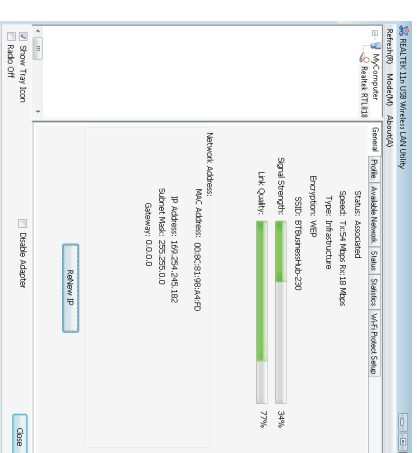 REALTEK 11n USB Wireless LAN Utility
Refresh(R) Mode(M) About(A)
MyComputer
Realtek RTL818
General Profile Available Network Status Statistics Wi-Fi Protect Setup
Status: Associated
Speed: Tx:54 Mbps Rx:18 Mbps
Type: Infrastructure
Encryption: WEP
SSID: BTBusinessHub-230
Signal Strength: 34%
Link Quality: 77%
Network Address:
MAC Address: 00:8C:81:98:A4:FD
IP Address: 169.254.245.182
Subnet Mask: 255.255.0.0
Gateway: 0.0.0.0
ReNew IP
Show Tray Icon
Radio Off
Disable Adapter
Close